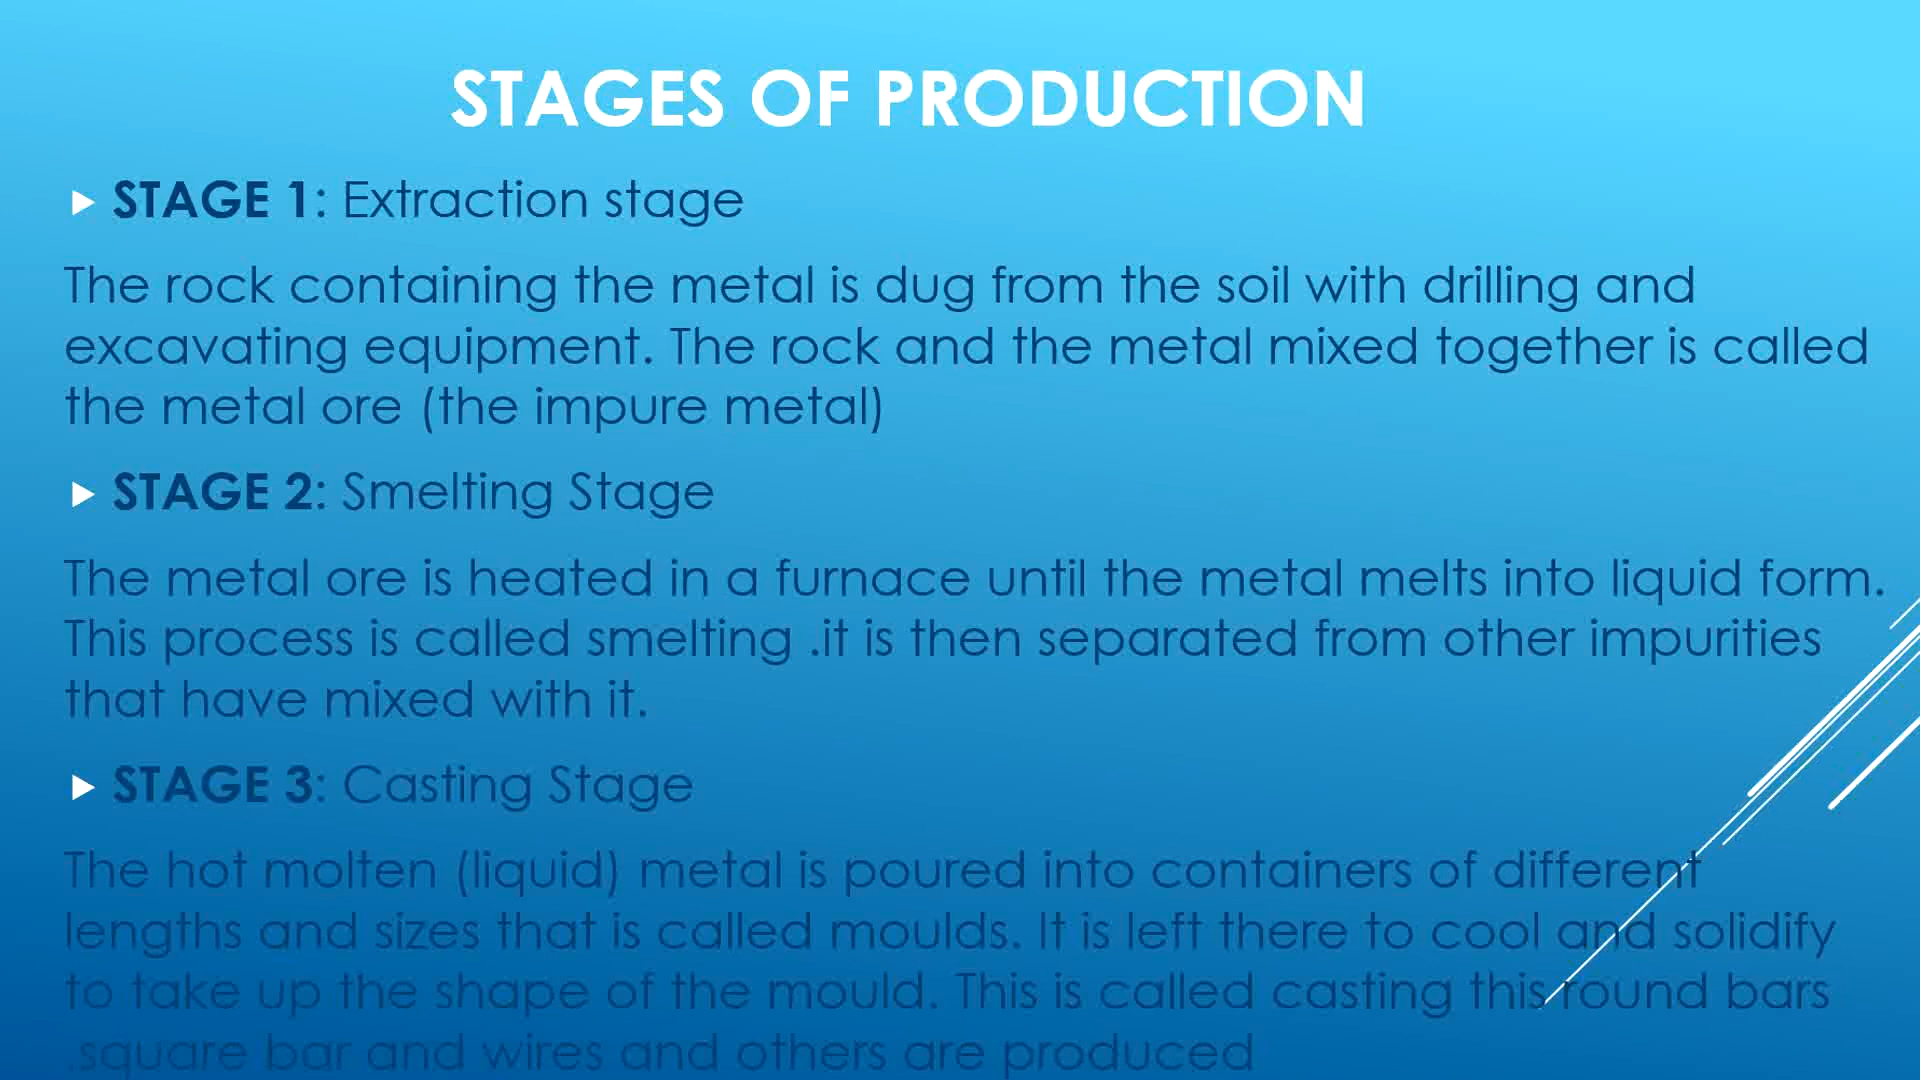 STAGES OF PRODUCTION
STAGE 1: Extraction stage
The rock containing the metal is dug from the soil with drilling and
excavating equipment. The rock and the metal mixed together is called
the metal ore (the impure metal)
STAGE 2: Smelting Stage
The metal ore is heated in a furnace until the metal melts into liquid form.
This process is called smelting .it is then separated from other impurities
that have mixed with it.
STAGE 3: Casting Stage
The hot molten (liquid) metal is poured into containers of different
lengths and sizes that is called moulds. It is left there to cool and solidify
to take up the shape of the mould. This is called casting this round bars
.square bar and wires and others are produced